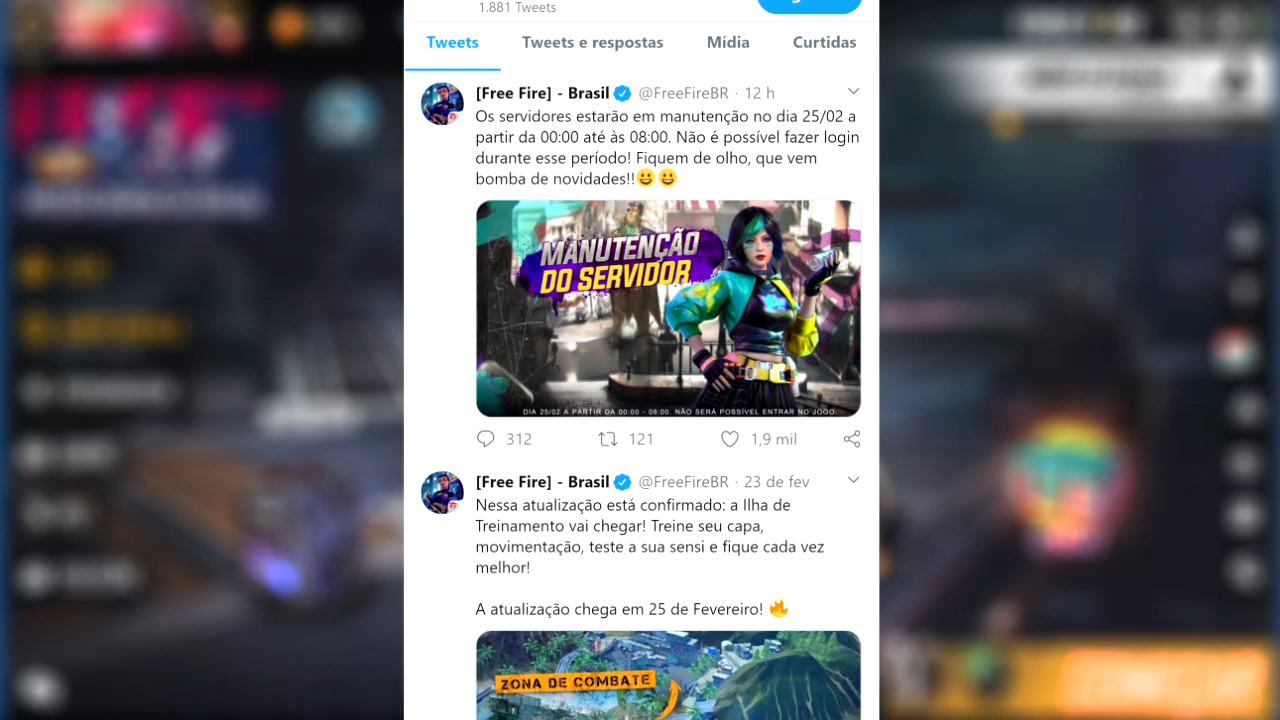 1.881 Tweets
Tweets
Tweets e respostas
Mídia
Curtidas
[Free Fire] - Brasil @FreeFireBR · 12 h
Os servidores estarão em manutenção no dia 25/02 a
partir da 00:00 até às 08:00. Não é possível fazer login
durante esse período! Fiquem de olho, que vem
bomba de novidades!!😀😀
MANUTENÇÃO
DO SERVIDOR
DIA 25/02 A PARTIR DA 00:00 - 08:00. NÃO SERÁ POSSÍVEL ENTRAR NO JOGO.
312
121
1,9 mil
[Free Fire] - Brasil @FreeFireBR · 23 de fev
Nessa atualização está confirmado: a Ilha de
Treinamento vai chegar! Treine seu capa,
movimentação, teste a sua sensi e fique cada vez
melhor!
A atualização chega em 25 de Fevereiro! 🔥
ZONA DE COMBATE